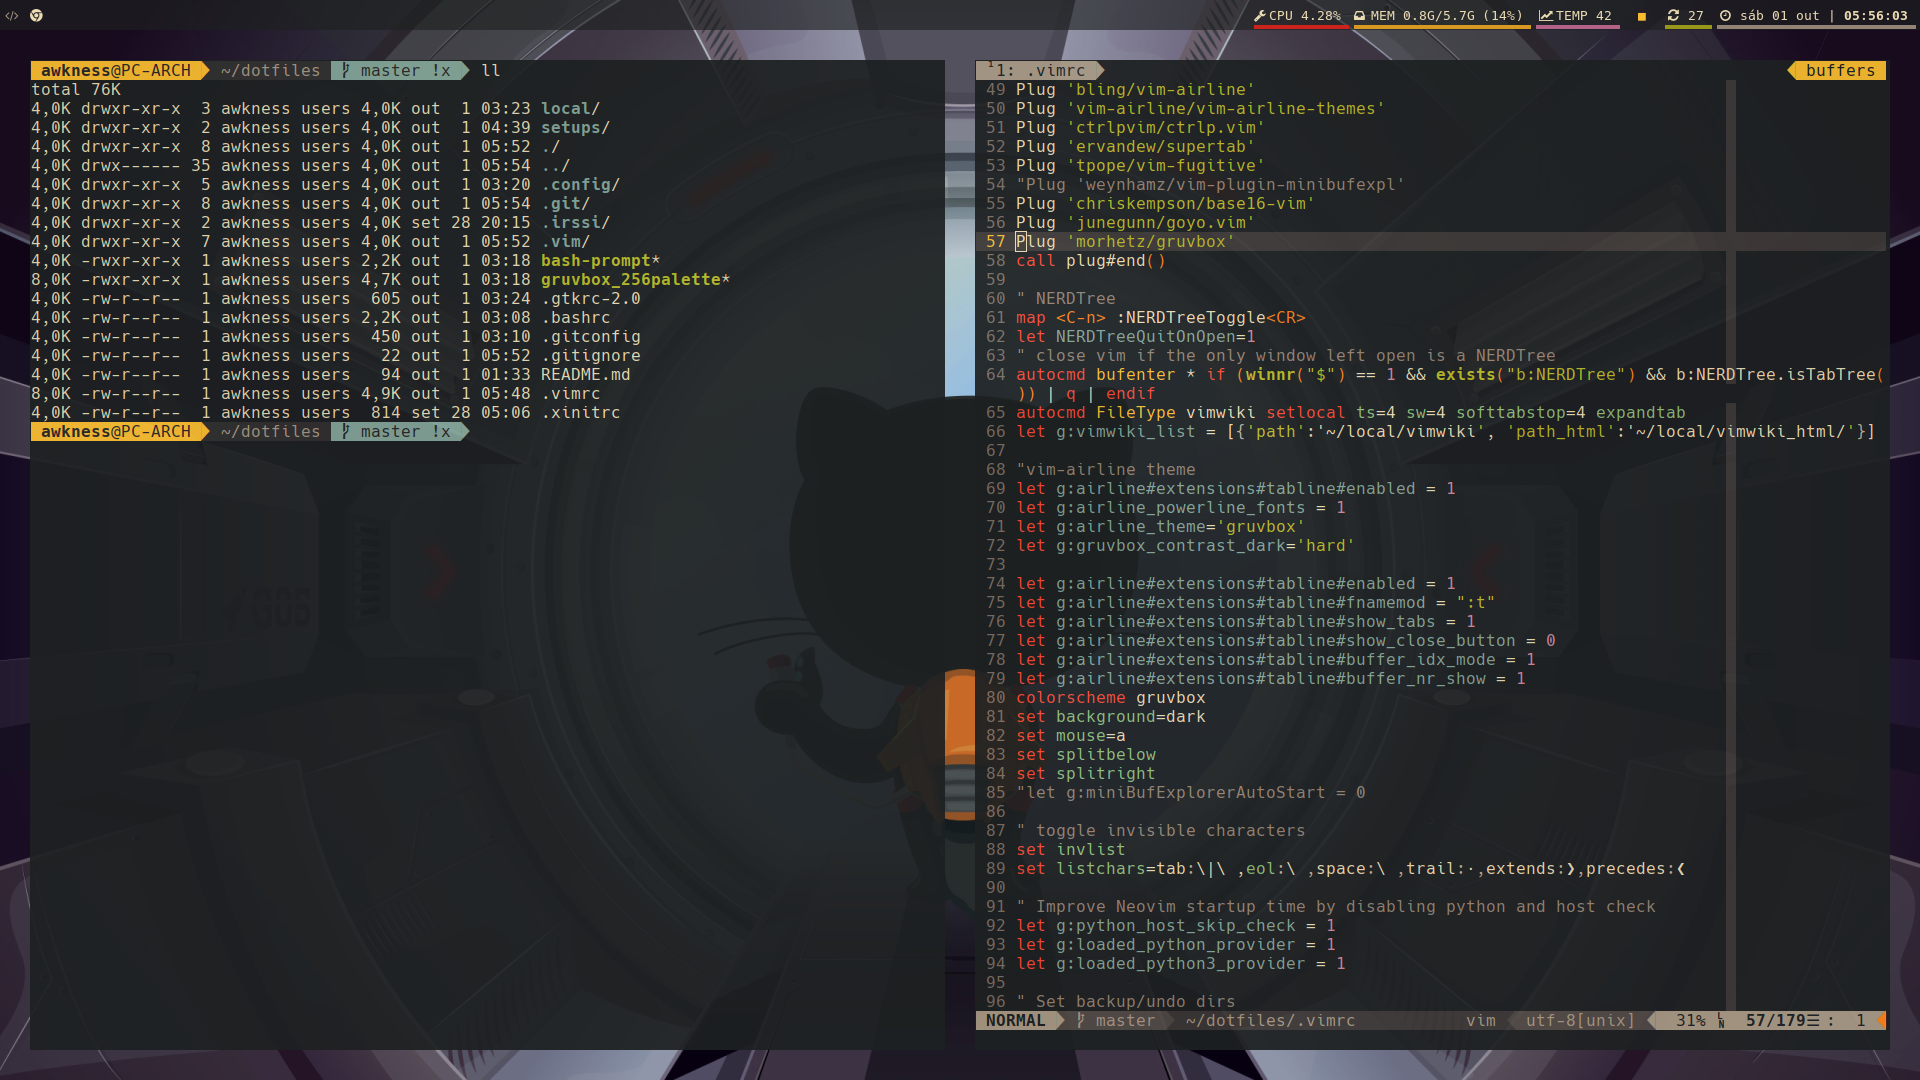 CPU 4.28% MEM 0.8G/5.7G (14%) TEMP 42 27 sáb 01 out | 05:56:03
awkness@PC-ARCH ~/dotfiles master !x ll
total 76K
4,0K drwxr-xr-x 3 awkness users 4,0K out 1 03:23 local/
4,0K drwxr-xr-x 2 awkness users 4,0K out 1 04:39 setups/
4,0K drwxr-xr-x 8 awkness users 4,0K out 1 05:52 ./
4,0K drwx------ 35 awkness users 4,0K out 1 05:54 ../
4,0K drwxr-xr-x 5 awkness users 4,0K out 1 03:20 .config/
4,0K drwxr-xr-x 8 awkness users 4,0K out 1 05:54 .git/
4,0K drwxr-xr-x 2 awkness users 4,0K set 28 20:15 .irssi/
4,0K drwxr-xr-x 7 awkness users 4,0K out 1 05:52 .vim/
4,0K -rwxr-xr-x 1 awkness users 2,2K out 1 03:18 bash-prompt*
8,0K -rwxr-xr-x 1 awkness users 4,7K out 1 03:18 gruvbox_256palette*
4,0K -rw-r--r-- 1 awkness users 605 out 1 03:24 .gtkrc-2.0
4,0K -rw-r--r-- 1 awkness users 2,2K out 1 03:08 .bashrc
4,0K -rw-r--r-- 1 awkness users 450 out 1 03:10 .gitconfig
4,0K -rw-r--r-- 1 awkness users 22 out 1 05:52 .gitignore
4,0K -rw-r--r-- 1 awkness users 94 out 1 01:33 README.md
8,0K -rw-r--r-- 1 awkness users 4,9K out 1 05:48 .vimrc
4,0K -rw-r--r-- 1 awkness users 814 set 28 05:06 .xinitrc
awkness@PC-ARCH ~/dotfiles master !x
¹1: .vimrc buffers
49 Plug 'bling/vim-airline'
50 Plug 'vim-airline/vim-airline-themes'
51 Plug 'ctrlpvim/ctrlp.vim'
52 Plug 'ervandew/supertab'
53 Plug 'tpope/vim-fugitive'
54 "Plug 'weynhamz/vim-plugin-minibufexpl'
55 Plug 'chriskempson/base16-vim'
56 Plug 'junegunn/goyo.vim'
57 Plug 'morhetz/gruvbox'
58 call plug#end()
59
60 " NERDTree
61 map <C-n> :NERDTreeToggle<CR>
62 let NERDTreeQuitOnOpen=1
63 " close vim if the only window left open is a NERDTree
64 autocmd bufenter * if (winnr("$") == 1 && exists("b:NERDTree") && b:NERDTree.isTabTree(
)) | q | endif
65 autocmd FileType vimwiki setlocal ts=4 sw=4 softtabstop=4 expandtab
66 let g:vimwiki_list = [{'path':'~/local/vimwiki', 'path_html':'~/local/vimwiki_html/'}]
67
68 "vim-airline theme
69 let g:airline#extensions#tabline#enabled = 1
70 let g:airline_powerline_fonts = 1
71 let g:airline_theme='gruvbox'
72 let g:gruvbox_contrast_dark='hard'
73
74 let g:airline#extensions#tabline#enabled = 1
75 let g:airline#extensions#tabline#fnamemod = ":t"
76 let g:airline#extensions#tabline#show_tabs = 1
77 let g:airline#extensions#tabline#show_close_button = 0
78 let g:airline#extensions#tabline#buffer_idx_mode = 1
79 let g:airline#extensions#tabline#buffer_nr_show = 1
80 colorscheme gruvbox
81 set background=dark
82 set mouse=a
83 set splitbelow
84 set splitright
85 "let g:miniBufExplorerAutoStart = 0
86
87 " toggle invisible characters
88 set invlist
89 set listchars=tab:\|\ ,eol:\ ,space:\ ,trail:·,extends:❯,precedes:❮
90
91 " Improve Neovim startup time by disabling python and host check
92 let g:python_host_skip_check = 1
93 let g:loaded_python_provider = 1
94 let g:loaded_python3_provider = 1
95
96 " Set backup/undo dirs
NORMAL master ~/dotfiles/.vimrc vim utf-8[unix] 31% LN 57/179☰ : 1